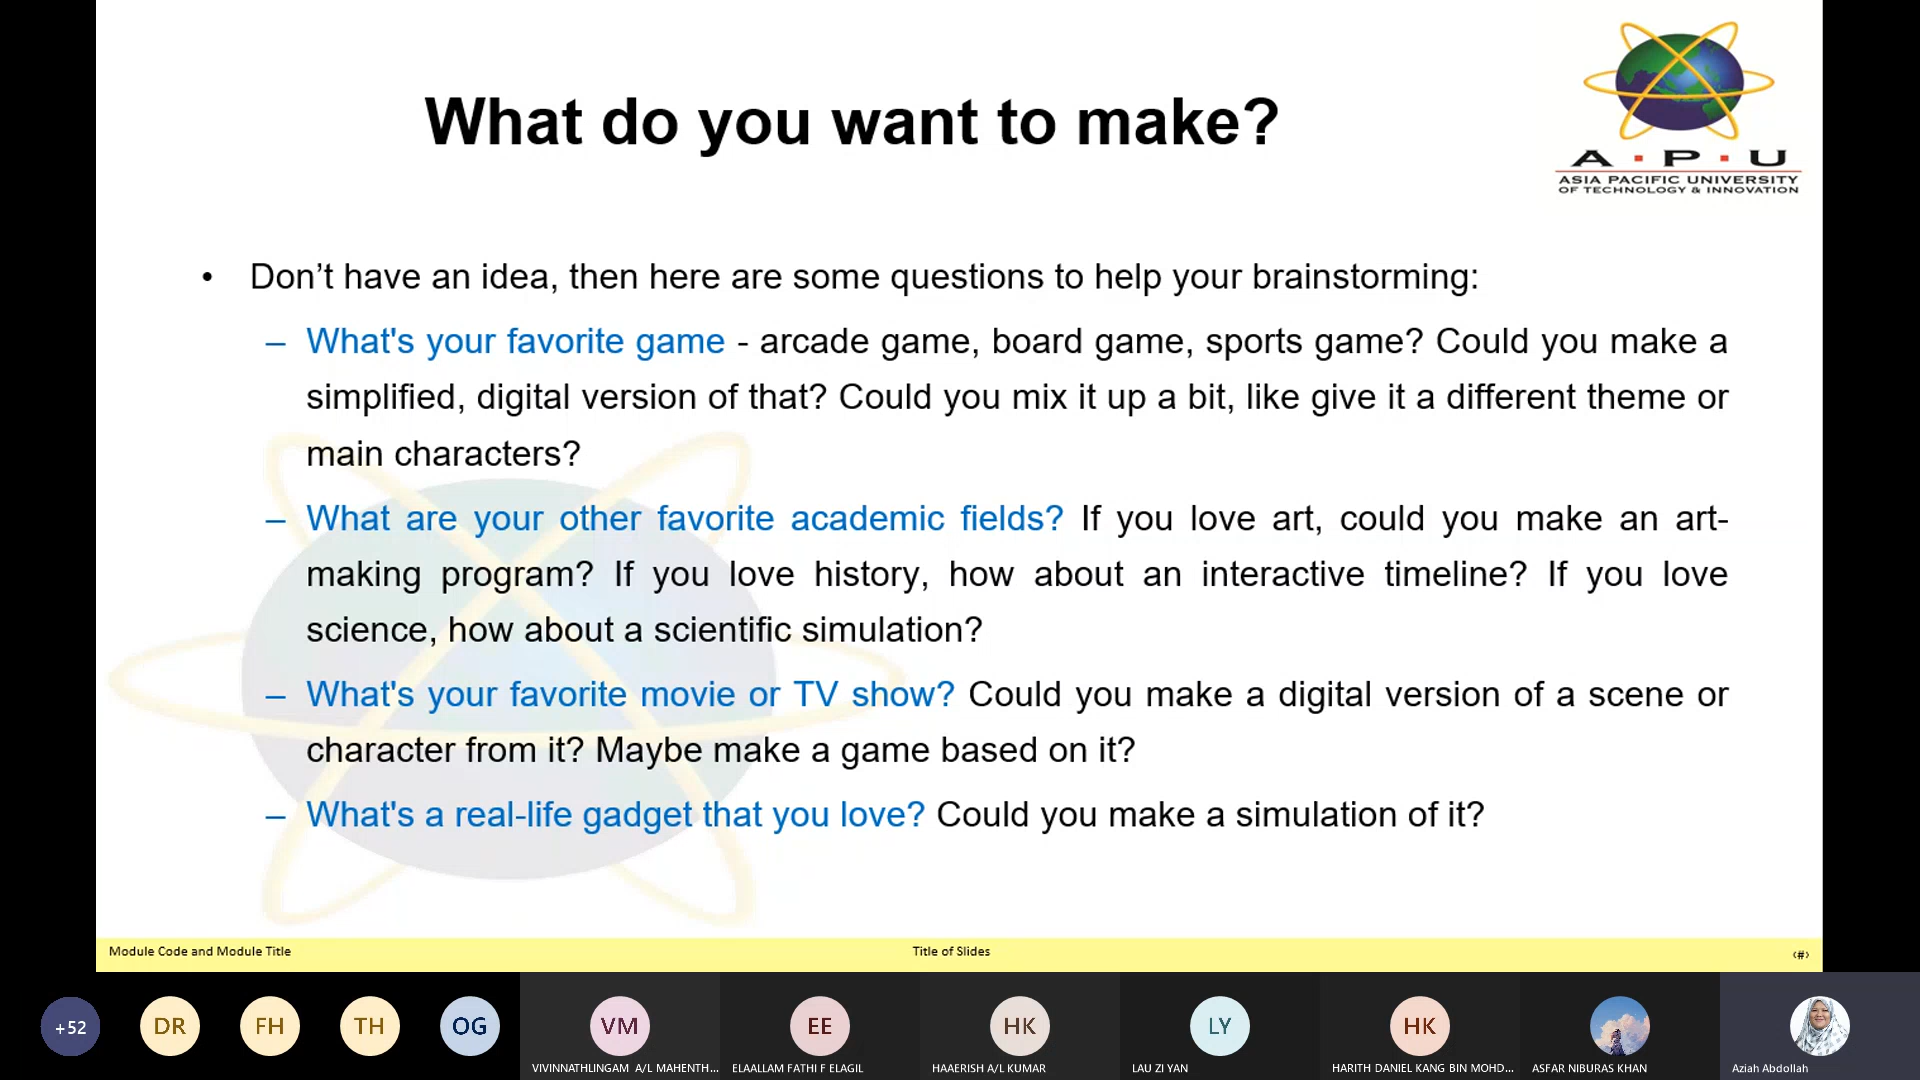 What do you want to make?
A · P · U
ASIA PACIFIC UNIVERSITY
OF TECHNOLOGY & INNOVATION
• Don’t have an idea, then here are some questions to help your brainstorming:
– What's your favorite game - arcade game, board game, sports game? Could you make a
simplified, digital version of that? Could you mix it up a bit, like give it a different theme or
main characters?
– What are your other favorite academic fields? If you love art, could you make an art-
making program? If you love history, how about an interactive timeline? If you love
science, how about a scientific simulation?
– What's your favorite movie or TV show? Could you make a digital version of a scene or
character from it? Maybe make a game based on it?
– What's a real-life gadget that you love? Could you make a simulation of it?
Module Code and Module Title
Title of Slides
‹#›
+52
DR
FH
TH
OG
VM
EE
HK
LY
HK
VIVINNATHLINGAM A/L MAHENTH...
ELAALLAM FATHI F ELAGIL
HAAERISH A/L KUMAR
LAU ZI YAN
HARITH DANIEL KANG BIN MOHD...
ASFAR NIBURAS KHAN
Aziah Abdollah